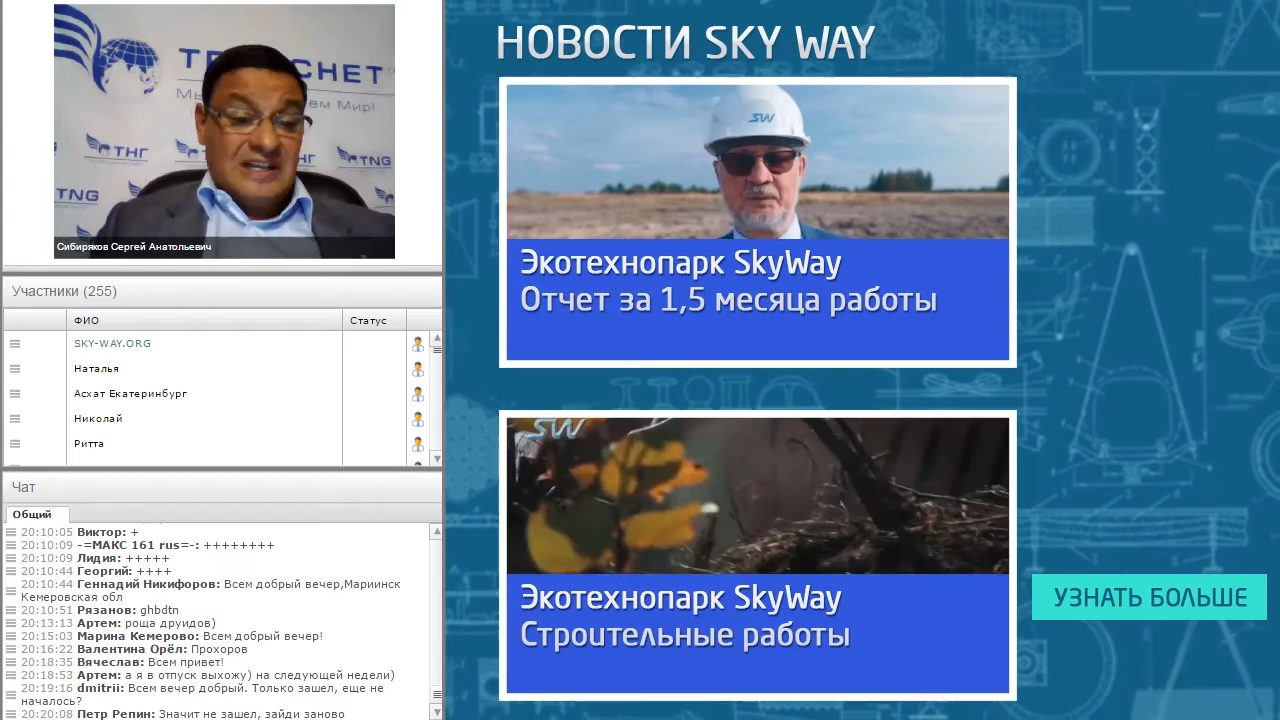 ТНГ
TNG
ТНГ
TNG
Сибиряков Сергей Анатольевич
Участники (255)
ФИО
Статус
SKY-WAY.ORG
Наталья
Асхат Екатеринбург
Николай
Ритта
Чат
Общий
20:10:05 Виктор: +
20:10:09 -=МАКС 161 rus=-: ++++++++
20:10:09 Лидия: +++++
20:10:44 Георгий: ++++
20:10:44 Геннадий Никифоров: Всем добрый вечер,Мариинск
Кемеровская обл
20:10:51 Рязанов: ghbdtn
20:13:13 Артем: роща друидов)
20:15:03 Марина Кемерово: Всем добрый вечер!
20:16:22 Валентина Орёл: Прохоров
20:18:35 Вячеслав: Всем привет!
20:18:53 Артем: а я в отпуск выхожу) на следующей недели)
20:19:16 dmitrii: Всем вечер добрый. Только зашел, еще не
началось?
20:20:08 Петр Репин: Значит не зашел, зайди заново
НОВОСТИ SKY WAY
SW
Экотехнопарк SkyWay
Отчет за 1,5 месяца работы
SW
Экотехнопарк SkyWay
Строительные работы
УЗНАТЬ БОЛЬШЕ